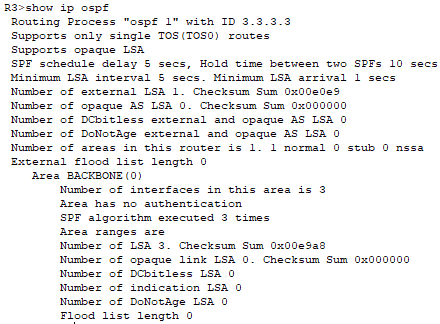 R3>show ip ospf
Routing Process "ospf 1" with ID 3.3.3.3
Supports only single TOS(TOS0) routes
Supports opaque LSA
SPF schedule delay 5 secs, Hold time between two SPFs 10 secs
Minimum LSA interval 5 secs. Minimum LSA arrival 1 secs
Number of external LSA 1. Checksum Sum 0x00e0e9
Number of opaque AS LSA 0. Checksum Sum 0x000000
Number of DCbitless external and opaque AS LSA 0
Number of DoNotAge external and opaque AS LSA 0
Number of areas in this router is 1. 1 normal 0 stub 0 nssa
External flood list length 0
Area BACKBONE(0)
Number of interfaces in this area is 3
Area has no authentication
SPF algorithm executed 3 times
Area ranges are
Number of LSA 3. Checksum Sum 0x00e9a8
Number of opaque link LSA 0. Checksum Sum 0x000000
Number of DCbitless LSA 0
Number of indication LSA 0
Number of DoNotAge LSA 0
Flood list length 0